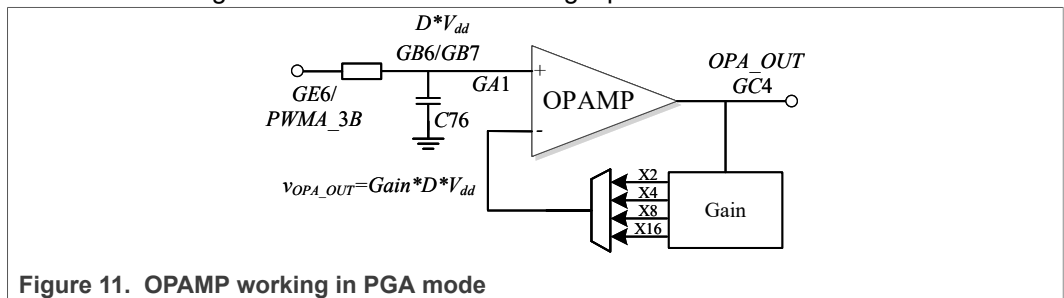 D*Vdd
GB6/GB7
OPA_OUT
GA1
+
GC4
OPAMP
GE6/
PWMA_3B
C76
-
X2
vOPA_OUT=Gain*D*Vdd
X4
Gain
X8
X16
Figure 11. OPAMP working in PGA mode